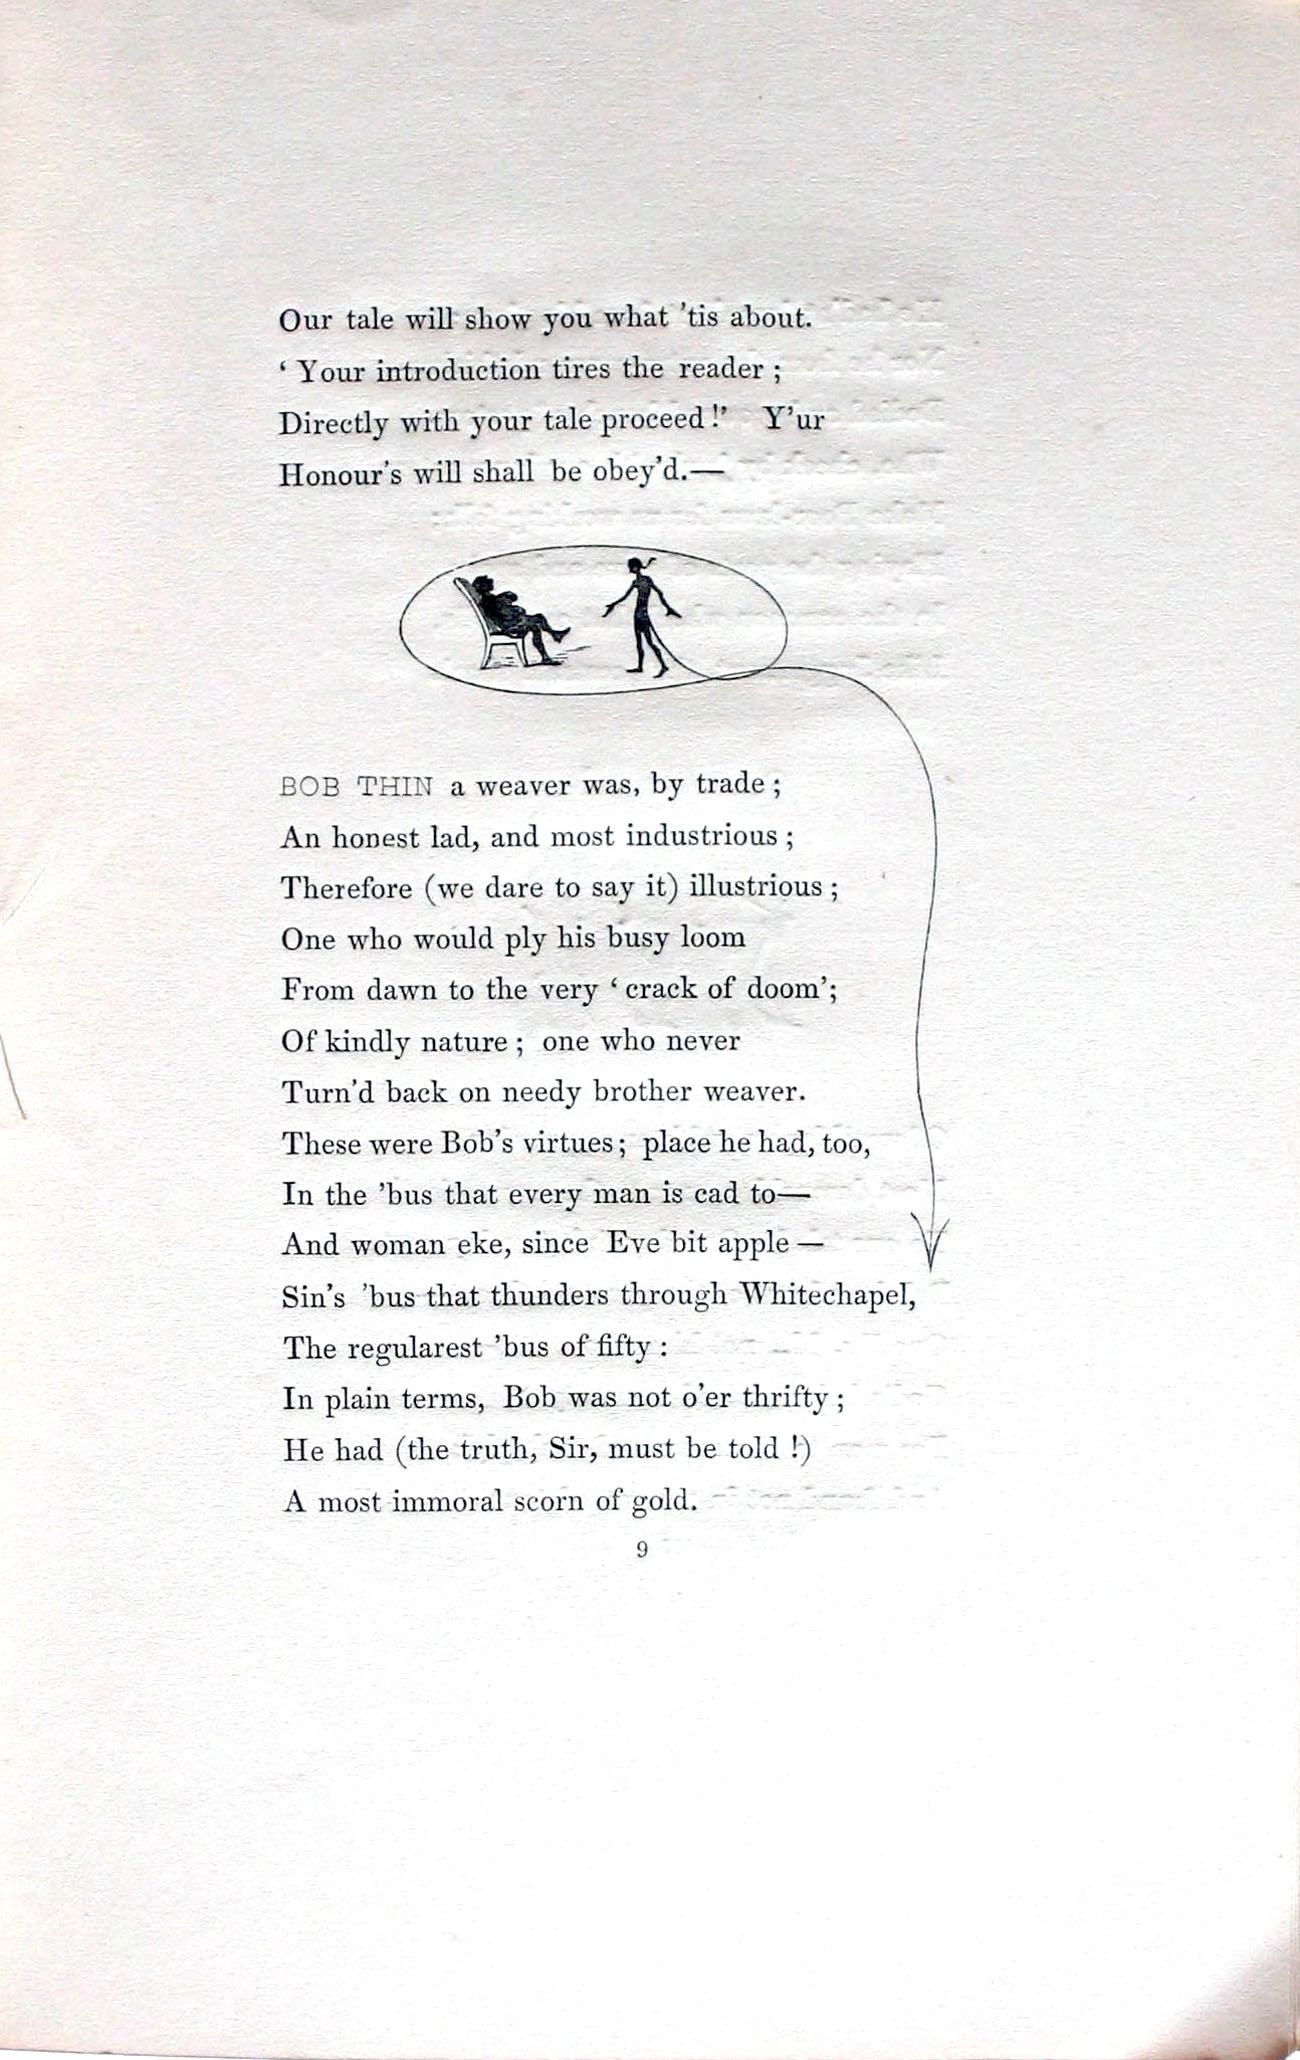 Our tale will show you what 'tis about.
‘ Your introduction tires the reader ;
Directly with your tale proceed !’ Y’ur
Honour’s will shall be obey’d.—
BOB THIN a weaver was, by trade ;
An honest lad, and most industrious ;
Therefore (we dare to say it) illustrious ;
One who would ply his busy loom
From dawn to the very ‘ crack of doom’;
Of kindly nature ; one who never
Turn’d back on needy brother weaver.
These were Bob’s virtues ; place he had, too,
In the ’bus that every man is cad to—
And woman eke, since Eve bit apple —
Sin’s ’bus that thunders through Whitechapel,
The regularest ’bus of fifty :
In plain terms, Bob was not o’er thrifty ;
He had (the truth, Sir, must be told !)
A most immoral scorn of gold.
9